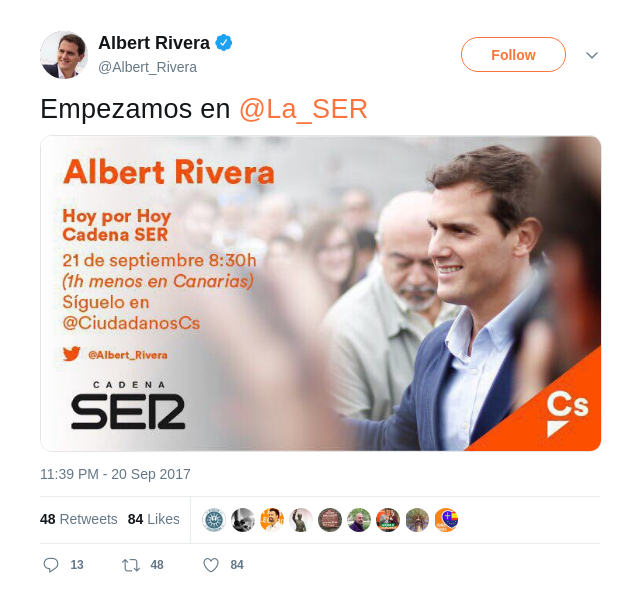 Albert Rivera
@Albert_Rivera
Follow
Empezamos en @La_SER
Albert Rivera
Hoy por Hoy
Cadena SER
21 de septiembre 8:30h
(1h menos en Canarias)
Síguelo en
@CiudadanosCs
@Albert_Rivera
CADENA
SER
Cs
11:39 PM - 20 Sep 2017
48 Retweets 84 Likes
13 48 84